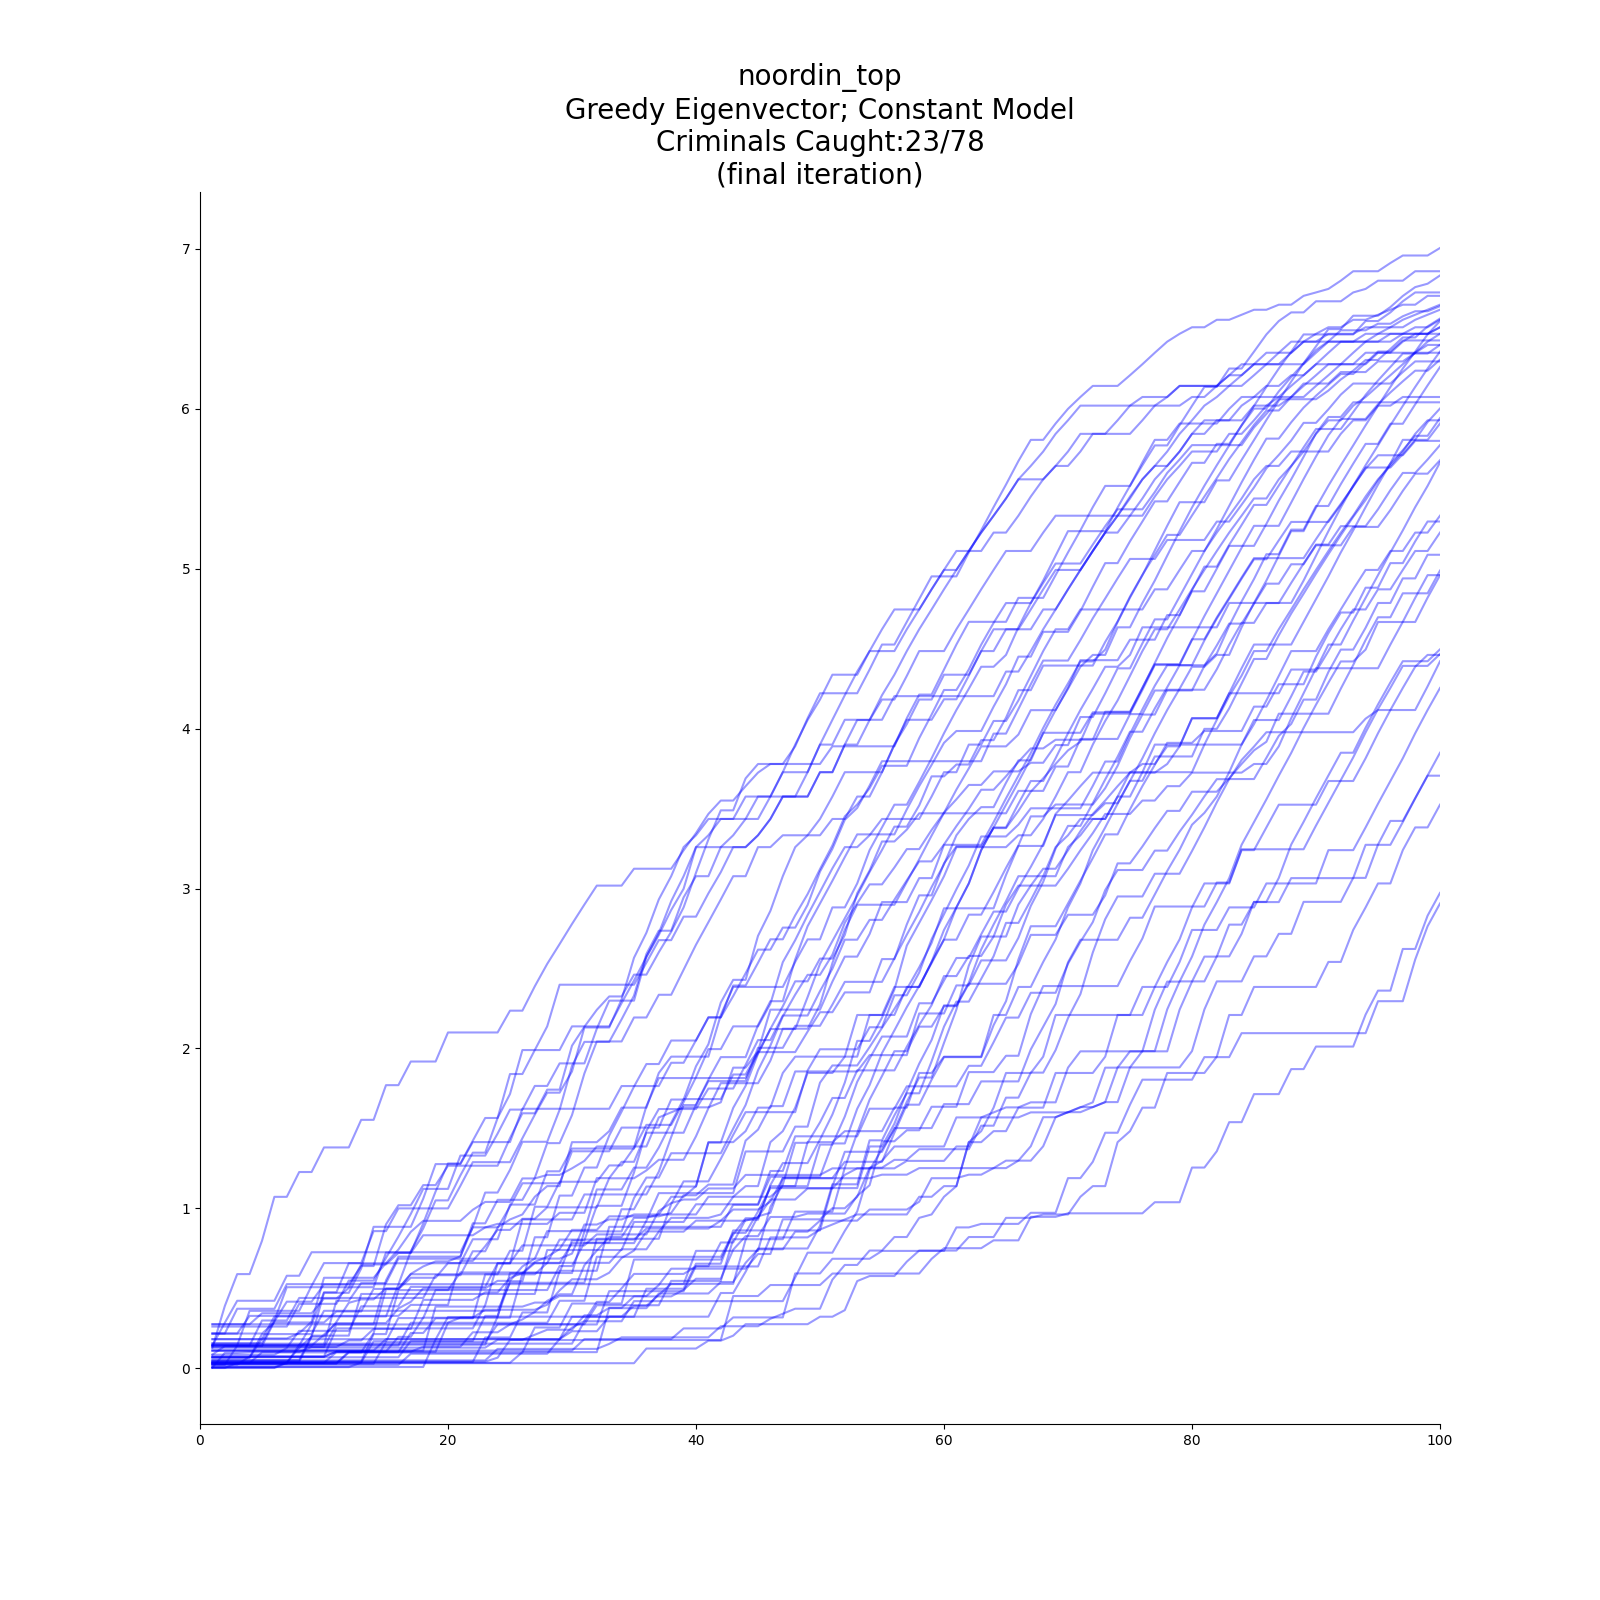 noordin_top
Greedy Eigenvector; Constant Model
Criminals Caught:23/78
(final iteration)
7
6
5
4
3
2
1
0
0 20 40 60 80 100